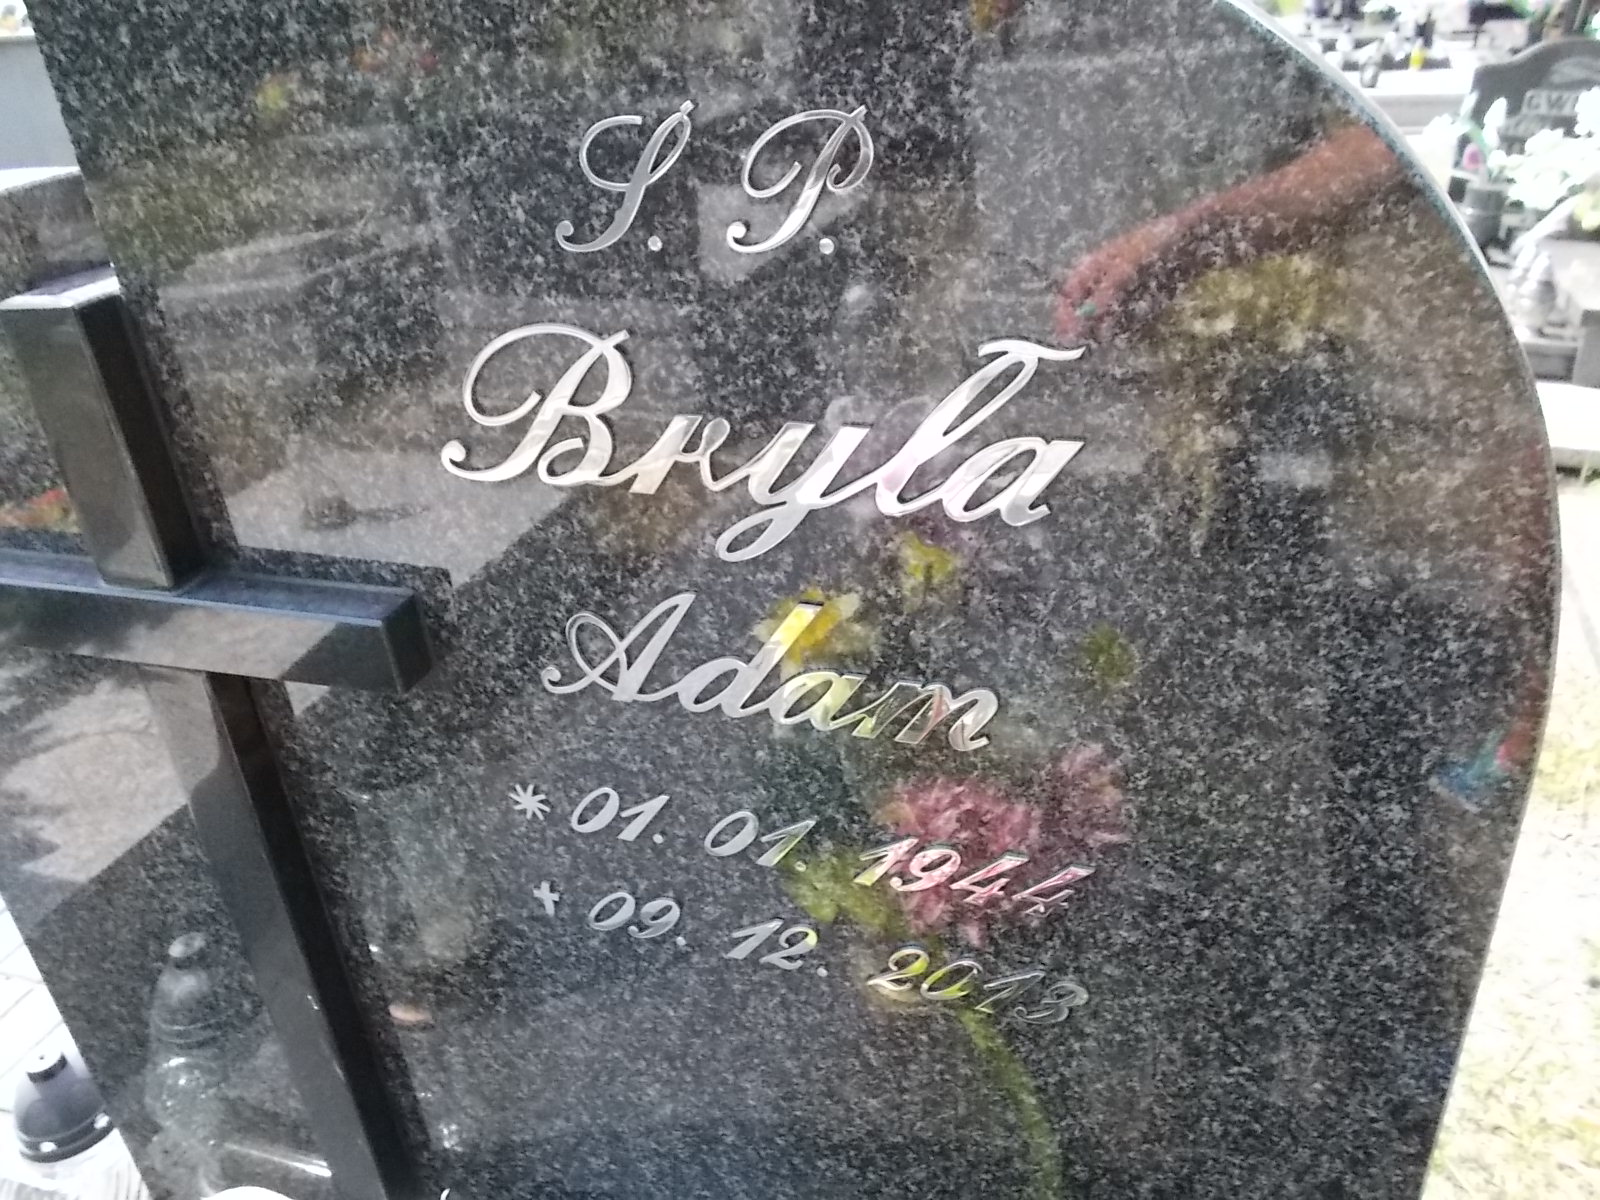 Ś. P.
Bryła
Adam
* 01. 01. 1944
+ 09. 12. 2013